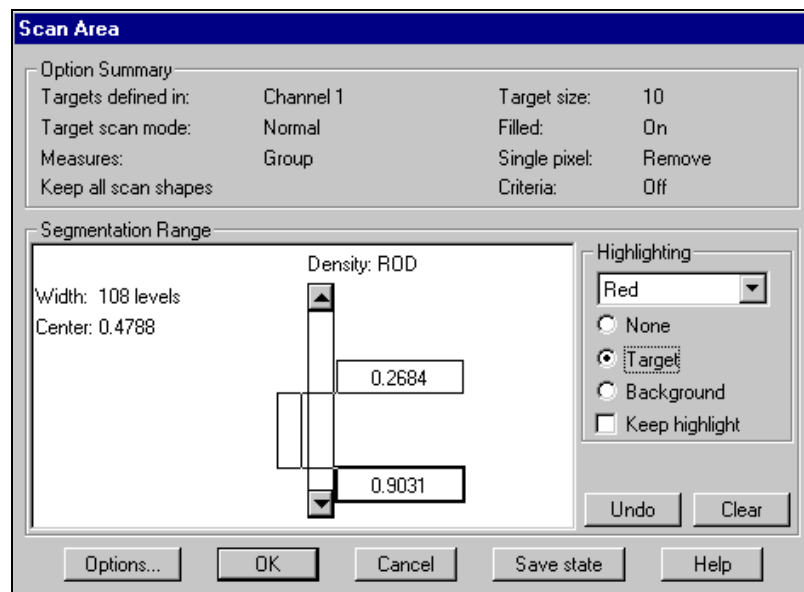 Scan Area
Option Summary
Targets defined in: Channel 1 Target size: 10
Target scan mode: Normal Filled: On
Measures: Group Single pixel: Remove
Keep all scan shapes Criteria: Off
Segmentation Range
Density: ROD
Width: 108 levels
Center: 0.4788
0.2684
0.9031
Highlighting
Red
None
Target
Background
Keep highlight
Undo Clear
Options... OK Cancel Save state Help